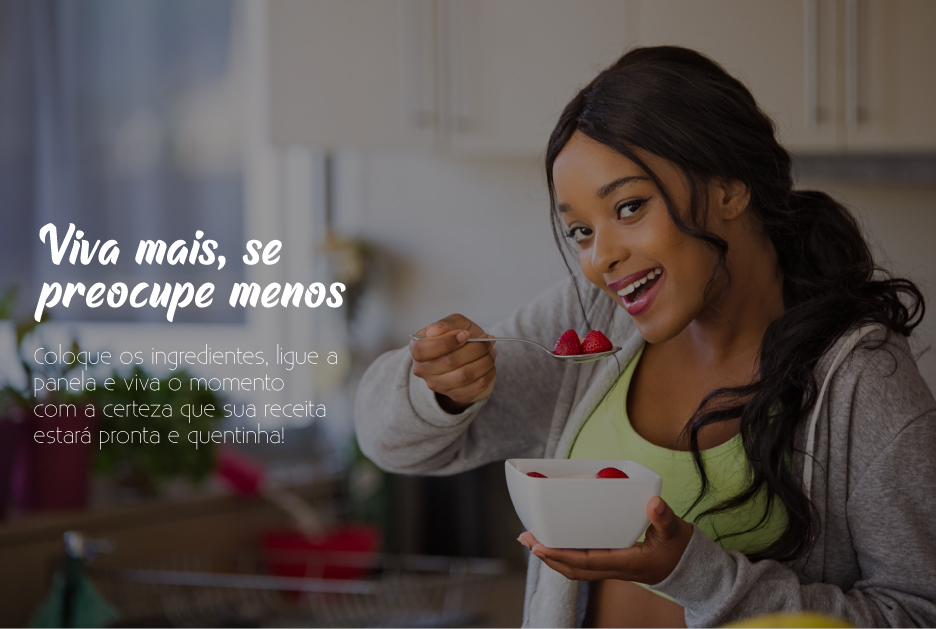 Viva mais, se
preocupe menos
Coloque os ingredientes, ligue a
panela e viva o momento
com a certeza que sua receita
estará pronta e quentinha!